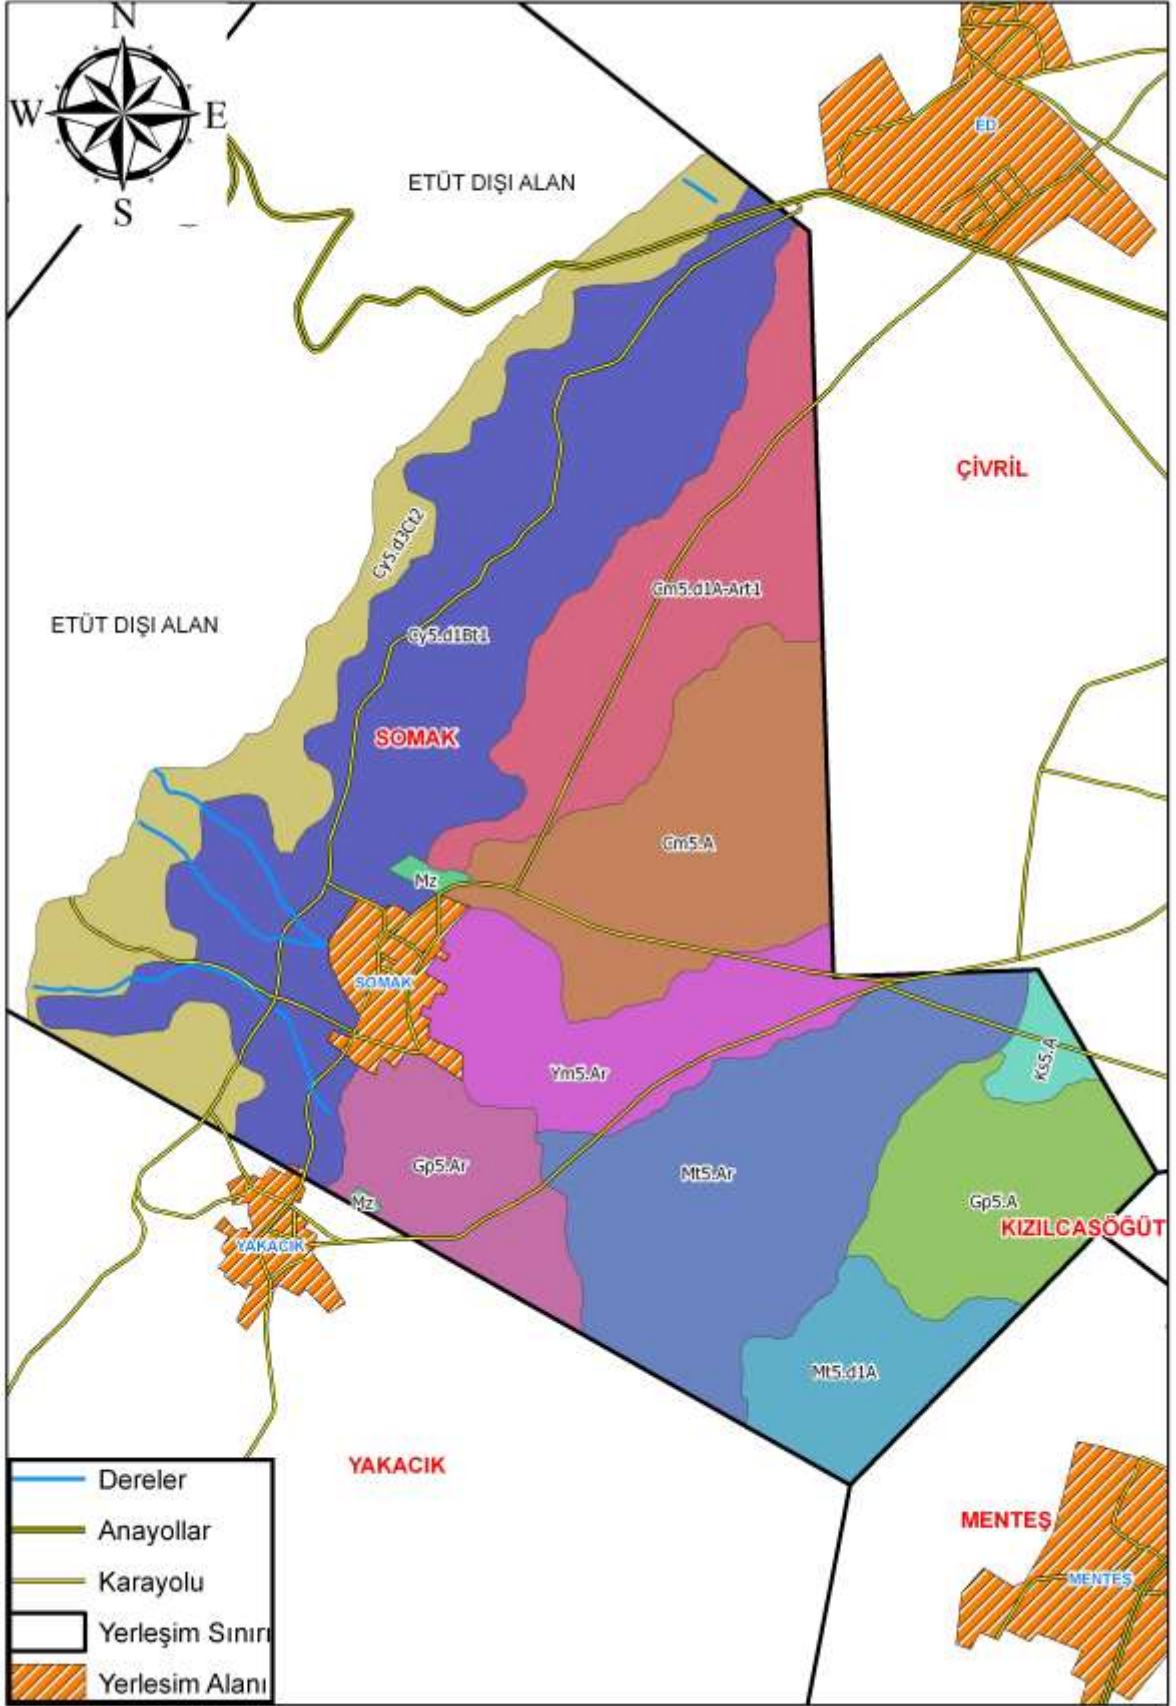 N
W
E
S
ED
ETÜT DIŞI ALAN
ÇİVRİL
Cy5.d3Ct2
Cm5.d1A-Art1
ETÜT DIŞI ALAN
Cy5.d1Bt1
SOMAK
Cm5.A
Mz
SOMAK
Ks5.A
Ym5.Ar
Gp5.Ar
Mt5.Ar
Mz
Gp5.A
KIZILCASÖĞÜT
YAKACIK
Mt5.d1A
YAKACIK
MENTEŞ
MENTEŞ
Dereler
Anayollar
Karayolu
Yerleşim Sınırı
Yerlesim Alanı